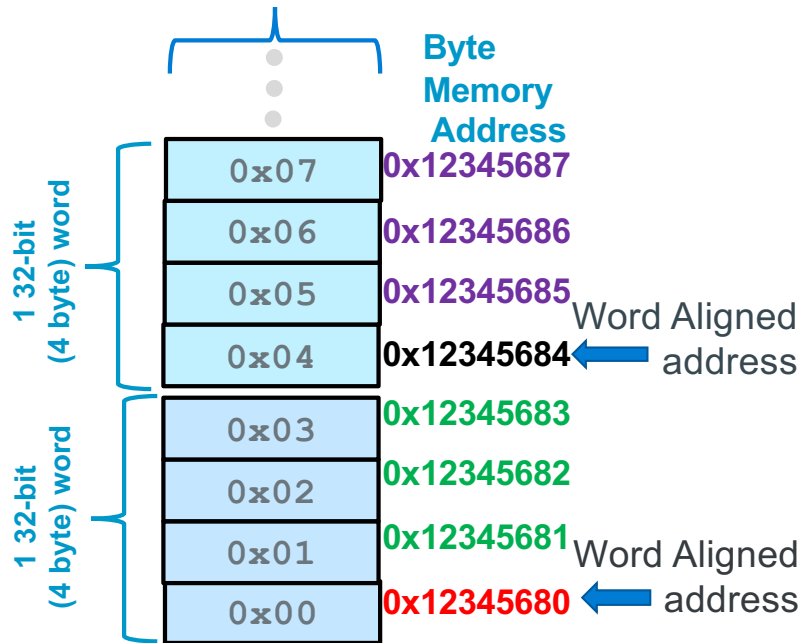 Byte
Memory
Address
0x07 0x12345687
0x06 0x12345686
0x05 0x12345685
0x04 0x12345684
Word Aligned
address
1 32-bit
(4 byte) word
0x03 0x12345683
0x02 0x12345682
0x01 0x12345681
0x00 0x12345680
Word Aligned
address
1 32-bit
(4 byte) word